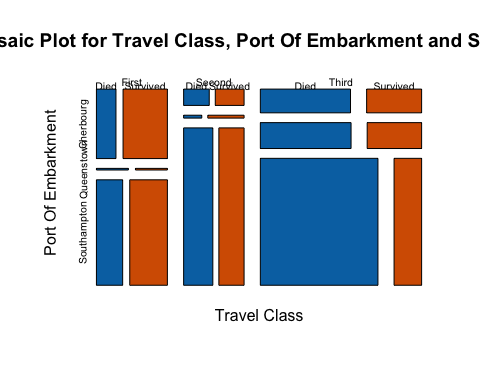 saic Plot for Travel Class, Port Of Embarkment and S
First Second Third
Died Survived Died Survived Died Survived
Port Of Embarkment
Southampton Queenstown Cherbourg
Travel Class